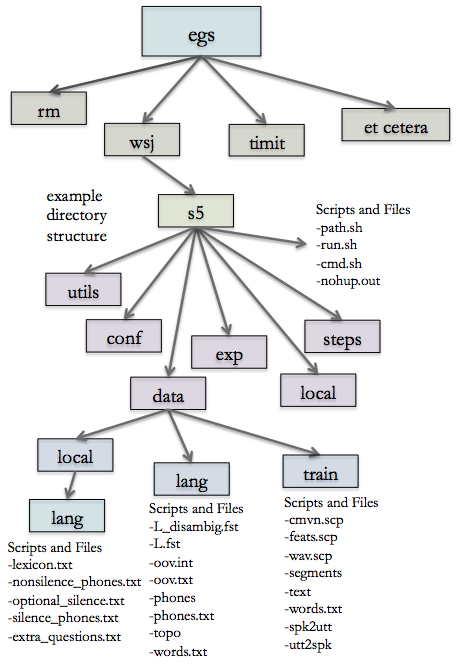 egs
rm
wsj
timit
et cetera
example
directory
structure
s5
Scripts and Files
-path.sh
-run.sh
-cmd.sh
-nohup.out
utils
conf
exp
steps
local
data
local
lang
train
lang
Scripts and Files
-lexicon.txt
-nonsilence_phones.txt
-optional_silence.txt
-silence_phones.txt
-extra_questions.txt
Scripts and Files
-L_disambig.fst
-L.fst
-oov.int
-oov.txt
-phones
-phones.txt
-topo
-words.txt
Scripts and Files
-cmvn.scp
-feats.scp
-wav.scp
-segments
-text
-words.txt
-spk2utt
-utt2spk